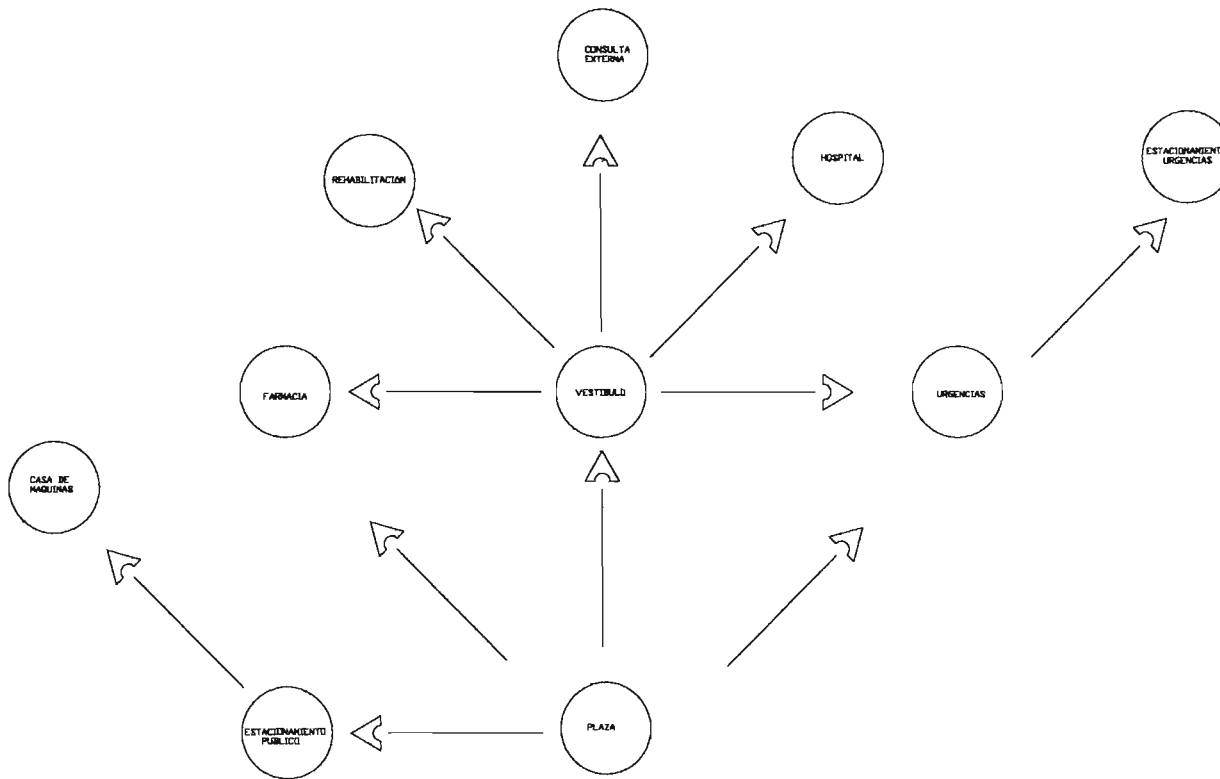 CONSULTA
EXTERNA
HOSPITAL
ESTACIONAMIENTO
URGENCIAS
REHABILITACION
FARMACIA
VESTIBULO
URGENCIAS
CASA DE
MAQUINAS
ESTACIONAMIENTO
PUBLICO
PLAZA